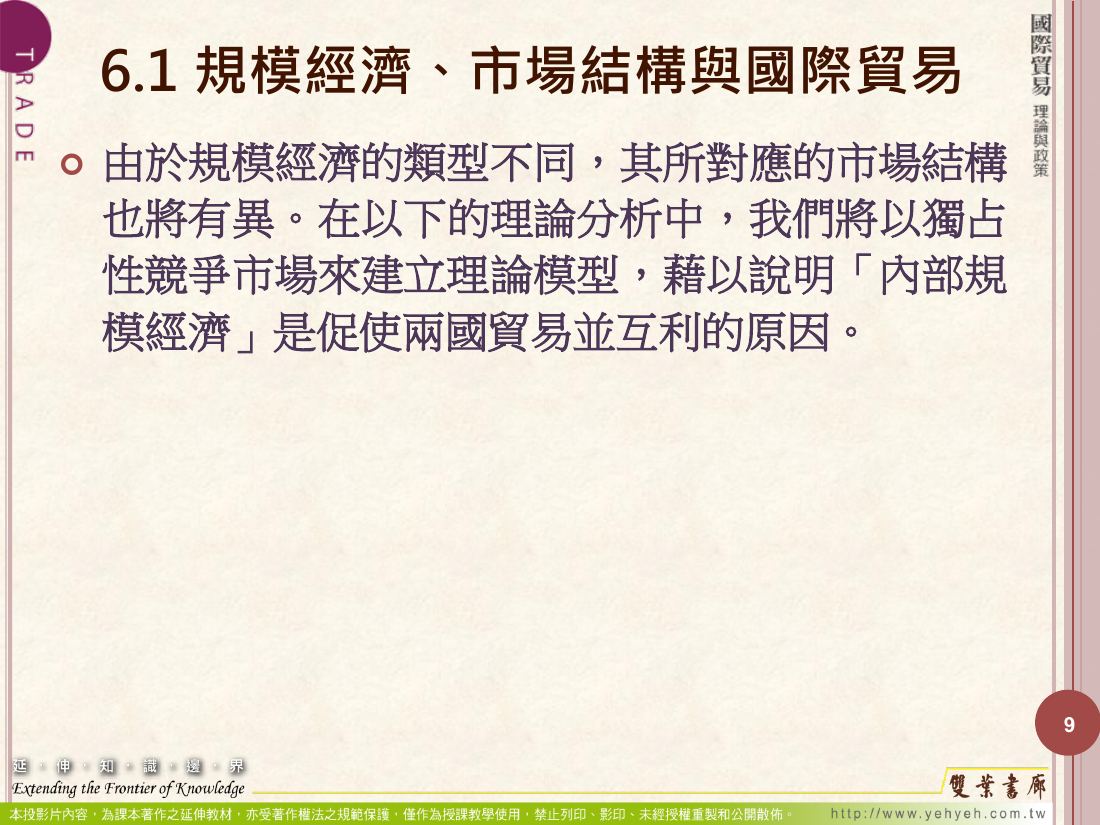 6.1 規模經濟、市場結構與國際貿易
由於規模經濟的類型不同，其所對應的市場結構
也將有異。在以下的理論分析中，我們將以獨占
性競爭市場來建立理論模型，藉以說明「內部規
模經濟」是促使兩國貿易並互利的原因。
TRADE
國際貿易 理論與政策
9
延‧伸‧知‧識‧邊‧界
Extending the Frontier of Knowledge
雙葉書廊
本投影片內容，為課本著作之延伸教材，亦受著作權法之規範保護，僅作為授課教學使用，禁止列印、影印、未經授權重製和公開散佈。
http://www.yehyeh.com.tw